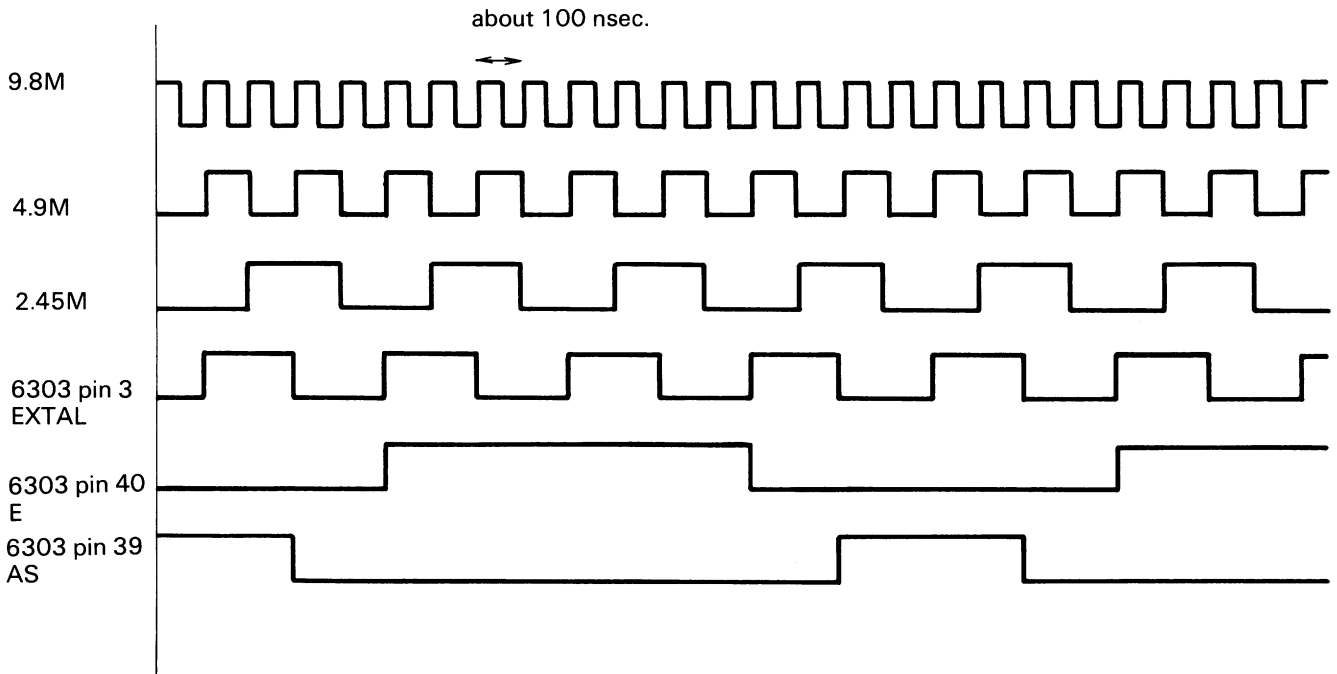 about 100 nsec.
9.8M
4.9M
2.45M
6303 pin 3
EXTAL
6303 pin 40
E
6303 pin 39
AS